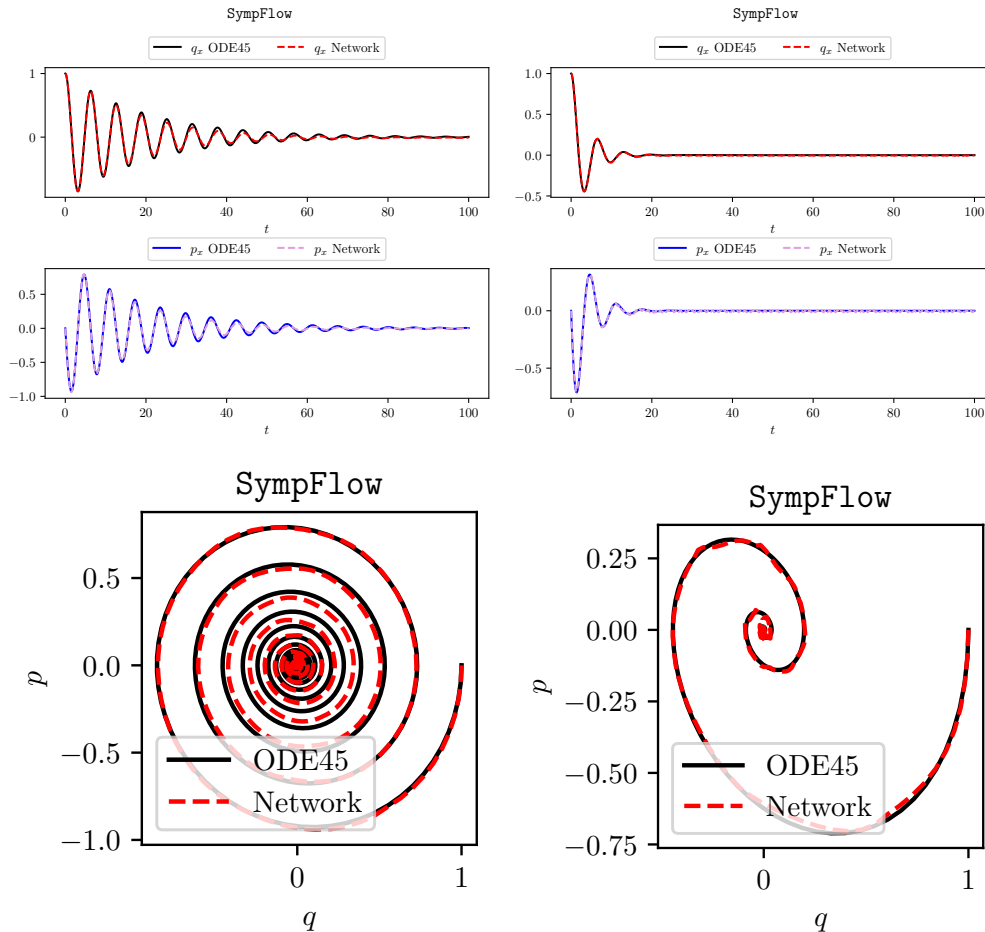 SympFlow
q_x ODE45 q_x Network
1
0
0 20 40 60 80 100
t
p_x ODE45 p_x Network
0.5
0.0
−0.5
−1.0
0 20 40 60 80 100
t
SympFlow
q_x ODE45 q_x Network
1.0
0.5
0.0
−0.5
0 20 40 60 80 100
t
p_x ODE45 p_x Network
0.0
−0.5
0 20 40 60 80 100
t
SympFlow
p
0.5
0.0
−0.5
−1.0
ODE45
Network
0 1
q
SympFlow
p
0.25
0.00
−0.25
−0.50
−0.75
ODE45
Network
0 1
q